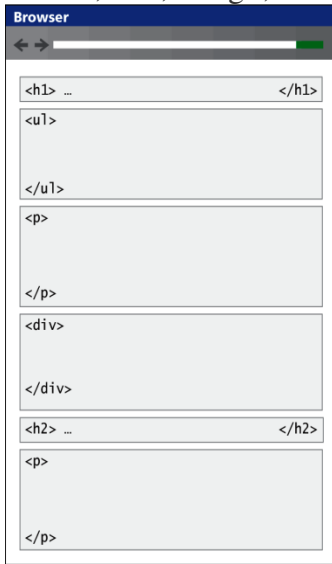 Browser
<h1> … </h1>
<ul>
</ul>
<p>
</p>
<div>
</div>
<h2> … </h2>
<p>
</p>